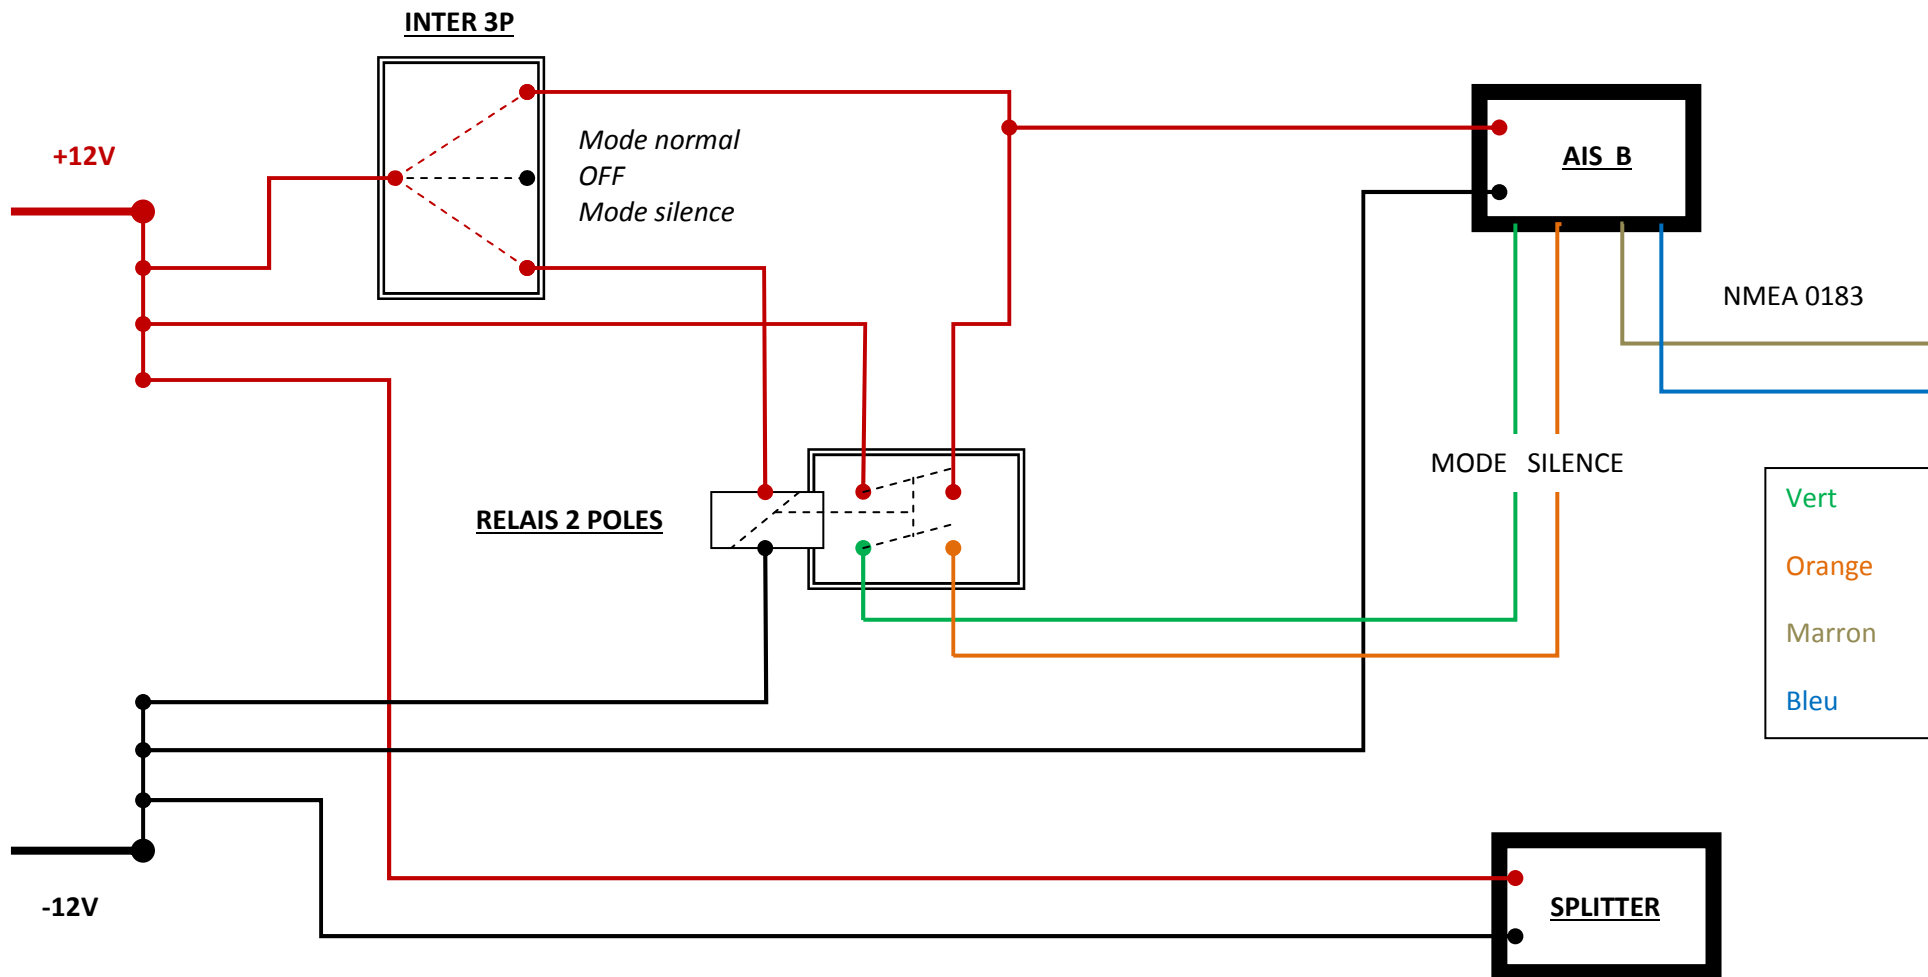 INTER 3P
+12V
Mode normal
OFF
Mode silence
AIS B
NMEA 0183
MODE SILENCE
RELAIS 2 POLES
Vert
Orange
Marron
Bleu
-12V
SPLITTER